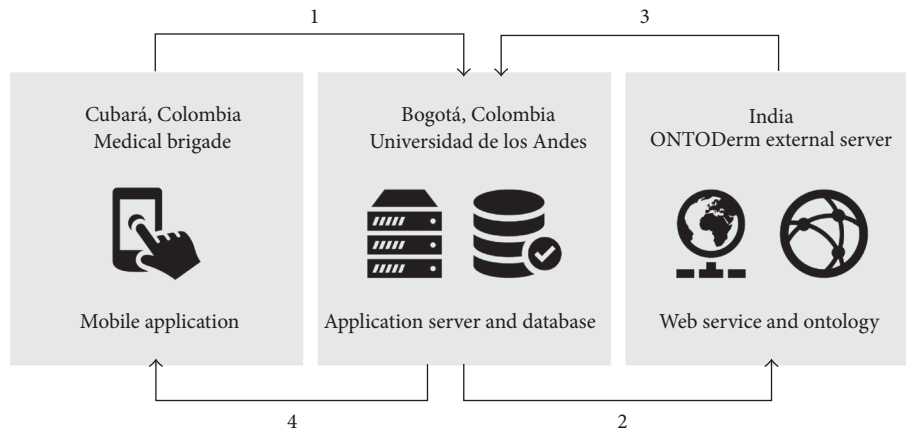 1
3
Cubará, Colombia
Medical brigade
Bogotá, Colombia
Universidad de los Andes
India
ONTODerm external server
Mobile application
Application server and database
Web service and ontology
4
2